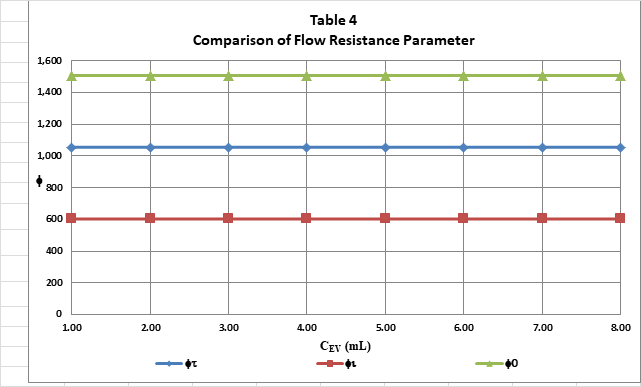 Table 4
Comparison of Flow Resistance Parameter
1,600
1,400
1,200
1,000
ϕ
800
600
400
200
0
1.00 2.00 3.00 4.00 5.00 6.00 7.00 8.00
C_EV (mL)
ϕτ ϕι ϕ0